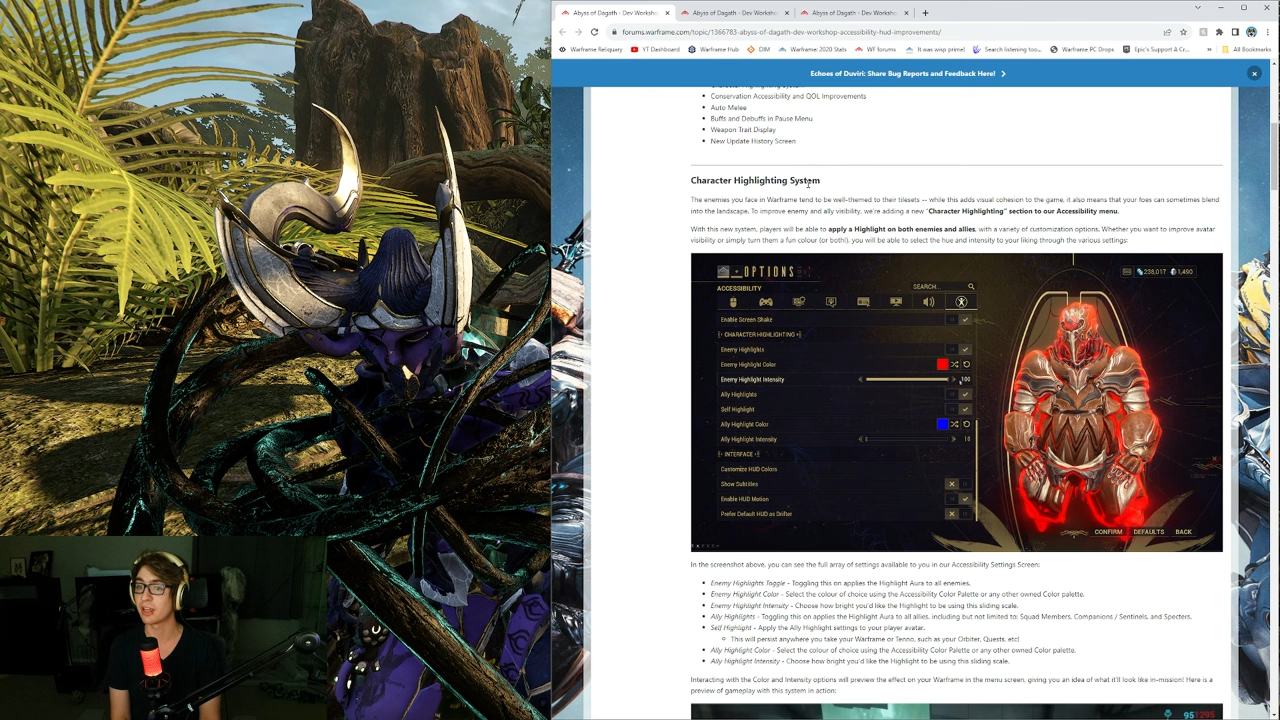 Abyss of Dagath - Dev Worksho
Abyss of Dagath - Dev Worksho
Abyss of Dagath - Dev Worksho
forums.warframe.com/topic/1366783-abyss-of-dagath-dev-workshop-accessibility-hud-improvements/
Warframe Reliquary
YT Dashboard
Warframe Hub
DIM
Warframe: 2020 Stats
WF forums
It was wisp prime!
Search listening too...
Warframe PC Drops
Epic's Support A Cr...
»
All Bookmarks
Echoes of Duviri: Share Bug Reports and Feedback Here!
• Conservation Accessibility and QOL Improvements
• Auto Melee
• Buffs and Debuffs in Pause Menu
• Weapon Trait Display
• New Update History Screen
Character Highlighting System
The enemies you face in Warframe tend to be well-themed to their tilesets -- while this adds visual cohesion to the game, it also means that your foes can sometimes blend
into the landscape. To improve enemy and ally visibility, we're adding a new "Character Highlighting" section to our Accessibility menu.
With this new system, players will be able to apply a Highlight on both enemies and allies, with a variety of customization options. Whether you want to improve avatar
visibility or simply turn them a fun colour (or both!), you will be able to select the hue and intensity to your liking through the various settings:
OPTIONS
238,017 1,490
ACCESSIBILITY
SEARCH...
Enable Screen Shake
CHARACTER HIGHLIGHTING
Enemy Highlights
Enemy Highlight Color
Enemy Highlight Intensity 100
Ally Highlights
Self Highlight
Ally Highlight Color
Ally Highlight Intensity 10
INTERFACE
Customize HUD Colors
Show Subtitles
Enable HUD Motion
Prefer Default HUD as Drifter
CONFIRM DEFAULTS BACK
In the screenshot above, you can see the full array of settings available to you in our Accessibility Settings Screen:
• Enemy Highlights Toggle - Toggling this on applies the Highlight Aura to all enemies.
• Enemy Highlight Color - Select the colour of choice using the Accessibility Color Palette or any other owned Color palette.
• Enemy Highlight Intensity - Choose how bright you'd like the Highlight to be using this sliding scale.
• Ally Highlights - Toggling this on applies the Highlight Aura to all allies, including but not limited to: Squad Members, Companions / Sentinels, and Specters.
• Self Highlight - Apply the Ally Highlight settings to your player avatar.
This will persist anywhere you take your Warframe or Tenno, such as your Orbiter, Quests, etc!
• Ally Highlight Color - Select the colour of choice using the Accessibility Color Palette or any other owned Color palette.
• Ally Highlight Intensity - Choose how bright you'd like the Highlight to be using this sliding scale.
Interacting with the Color and Intensity options will preview the effect on your Warframe in the menu screen, giving you an idea of what it'll look like in-mission! Here is a
preview of gameplay with this system in action: